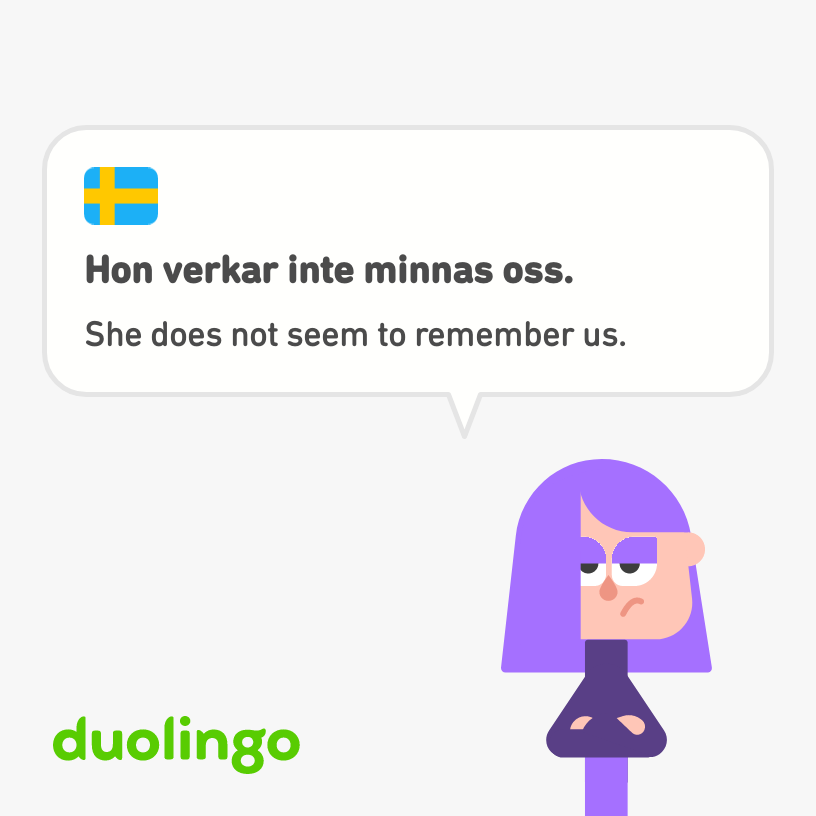 Hon verkar inte minnas oss.
She does not seem to remember us.
duolingo